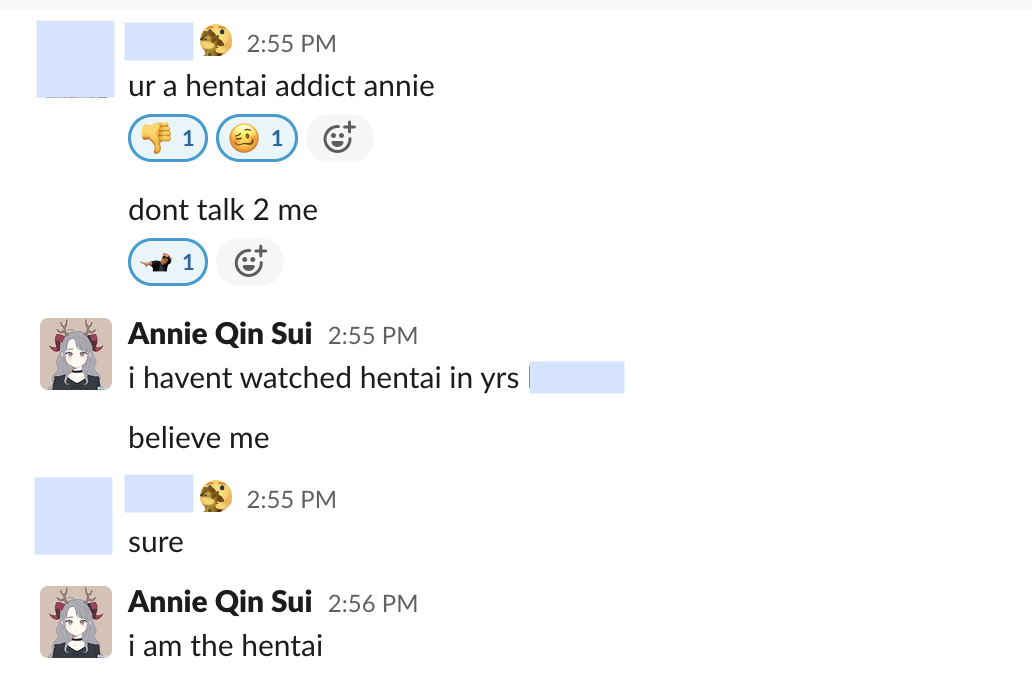 2:55 PM
ur a hentai addict annie
1 1
dont talk 2 me
1
Annie Qin Sui 2:55 PM
i havent watched hentai in yrs
believe me
2:55 PM
sure
Annie Qin Sui 2:56 PM
i am the hentai